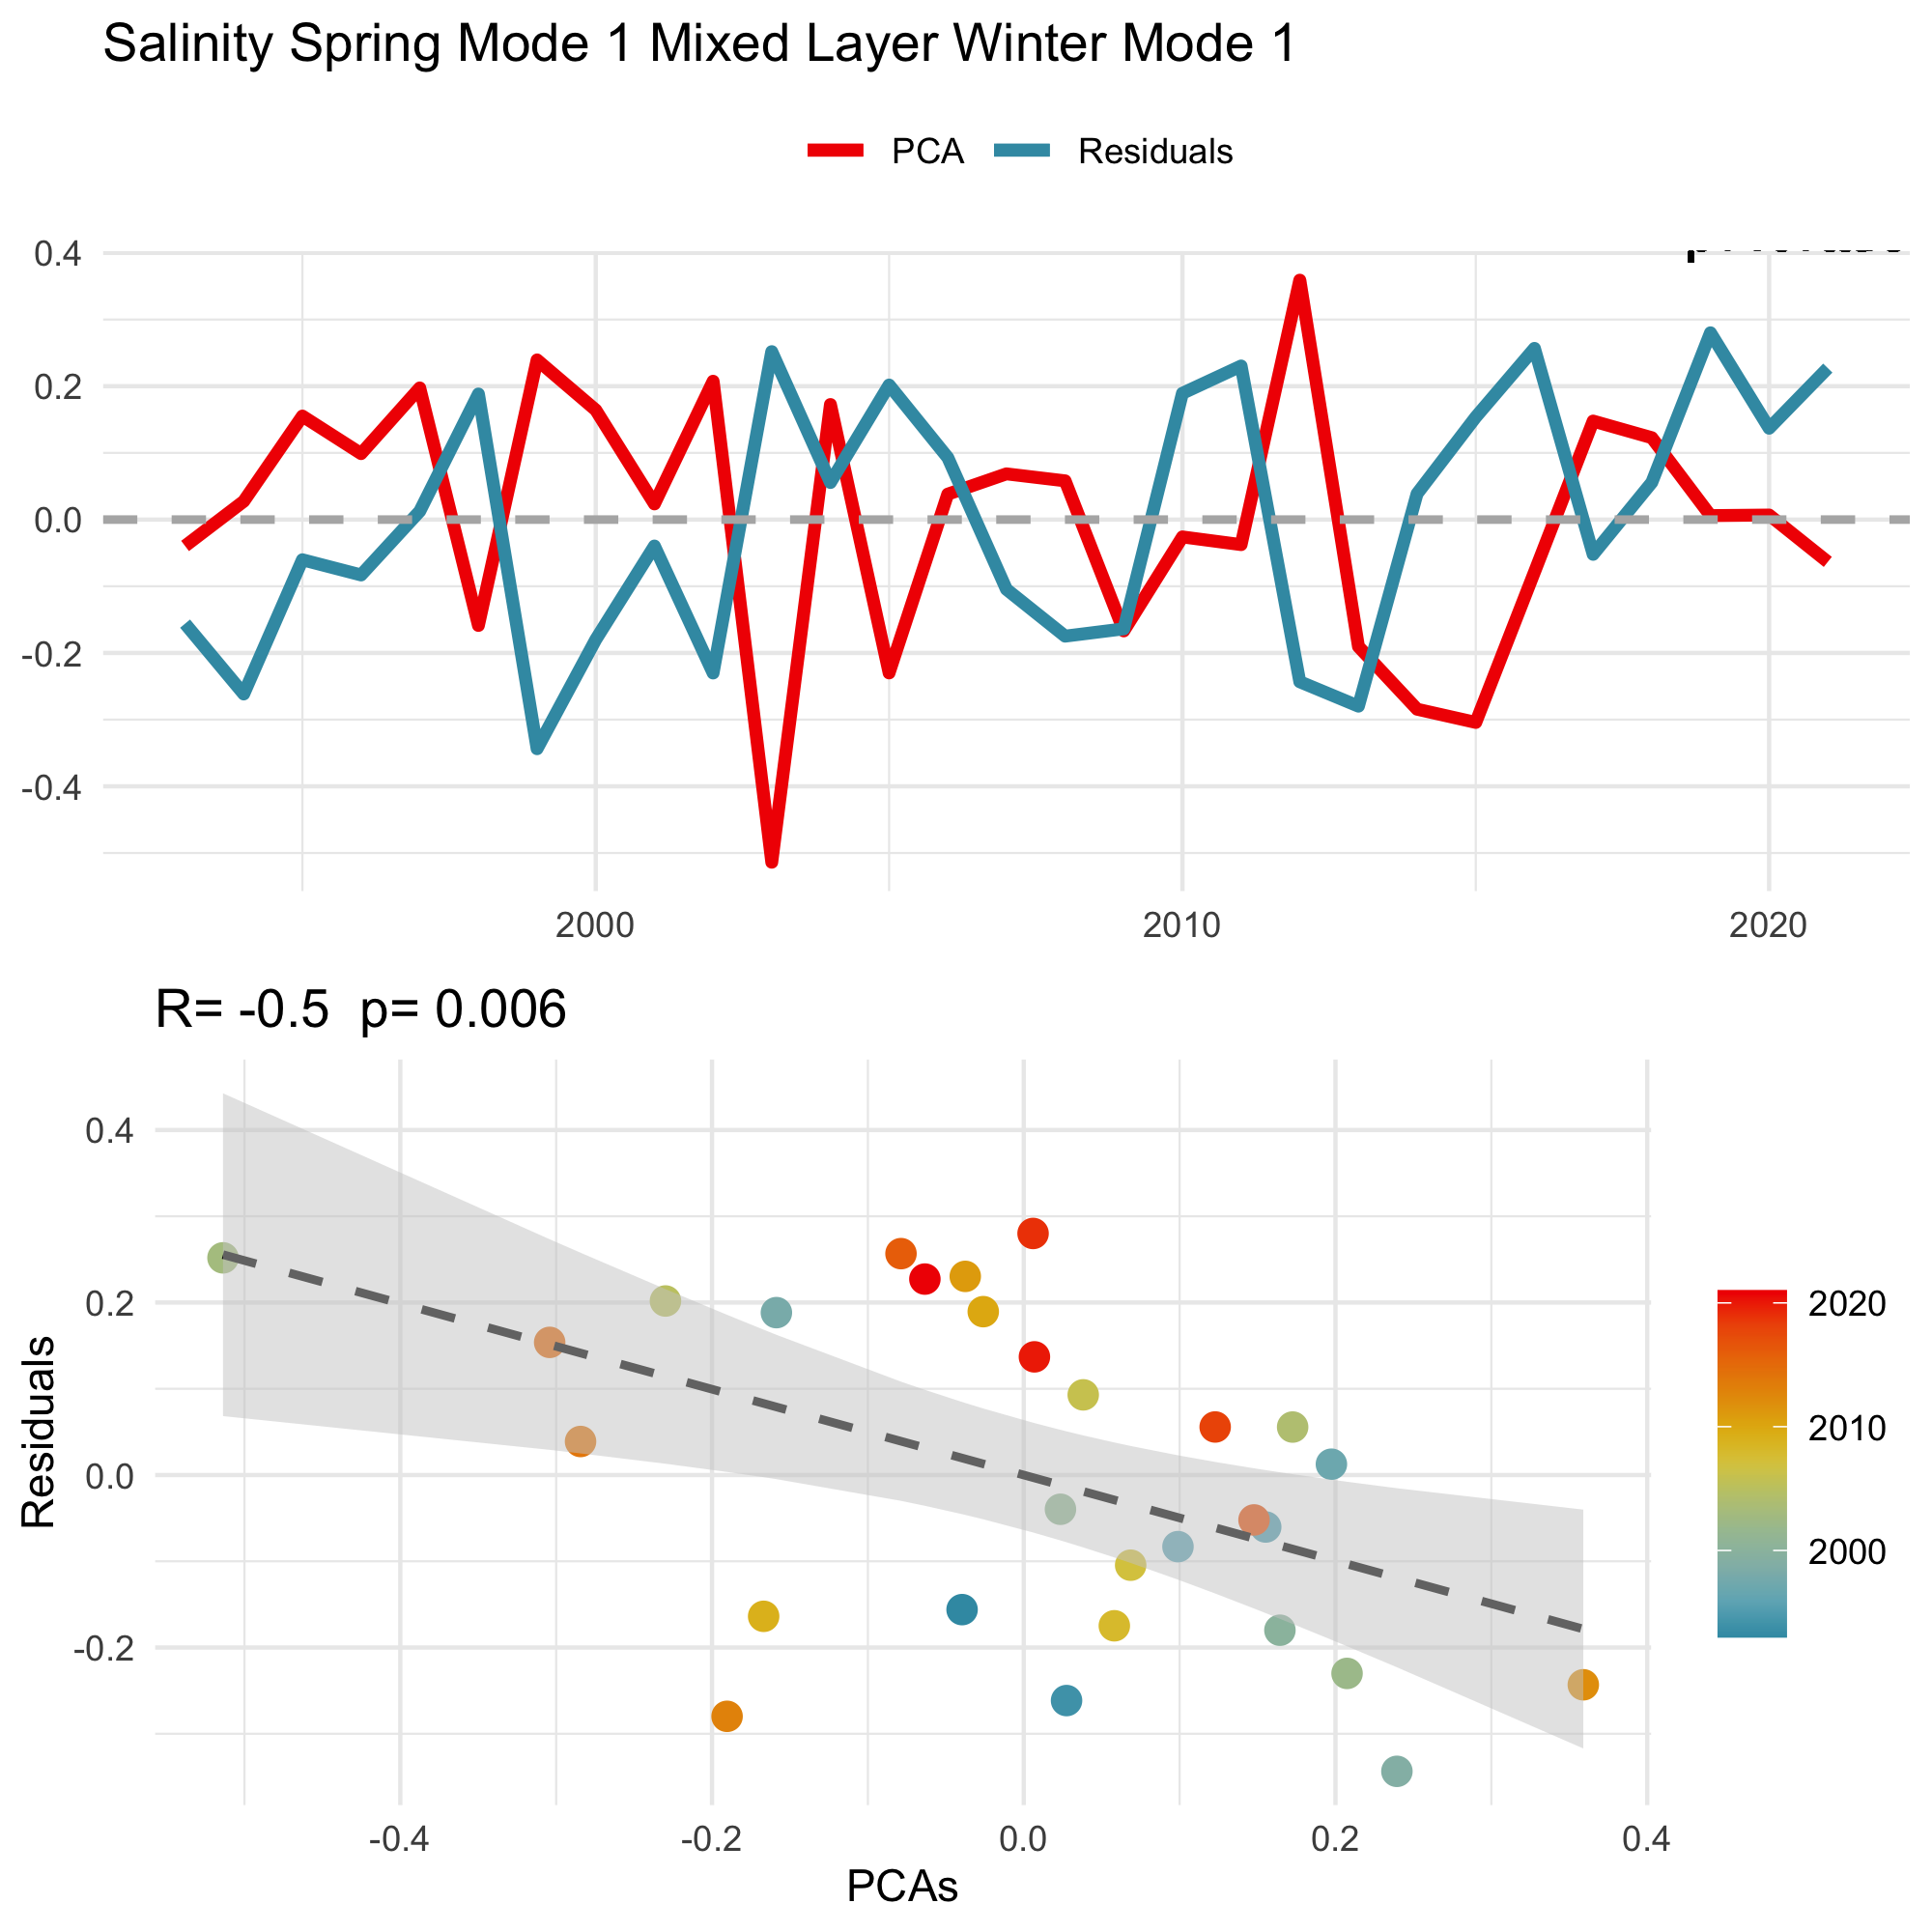 Salinity Spring Mode 1 Mixed Layer Winter Mode 1
PCA Residuals
0.4
0.2
0.0
-0.2
-0.4
2000 2010 2020
R= -0.5 p= 0.006
Residuals
0.4
0.2
0.0
-0.2
-0.4 -0.2 0.0 0.2 0.4
PCAs
2020
2010
2000